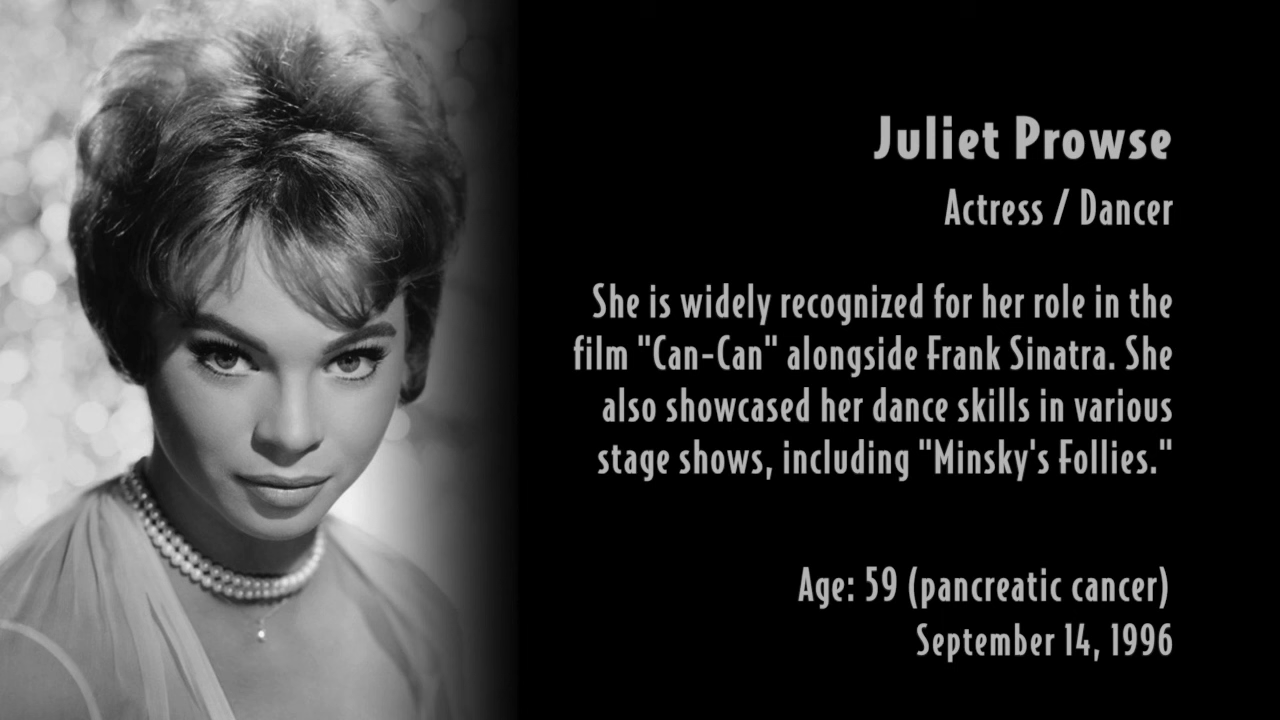 Juliet Prowse
Actress / Dancer
She is widely recognized for her role in the
film "Can-Can" alongside Frank Sinatra. She
also showcased her dance skills in various
stage shows, including "Minsky's Follies."
Age: 59 (pancreatic cancer)
September 14, 1996